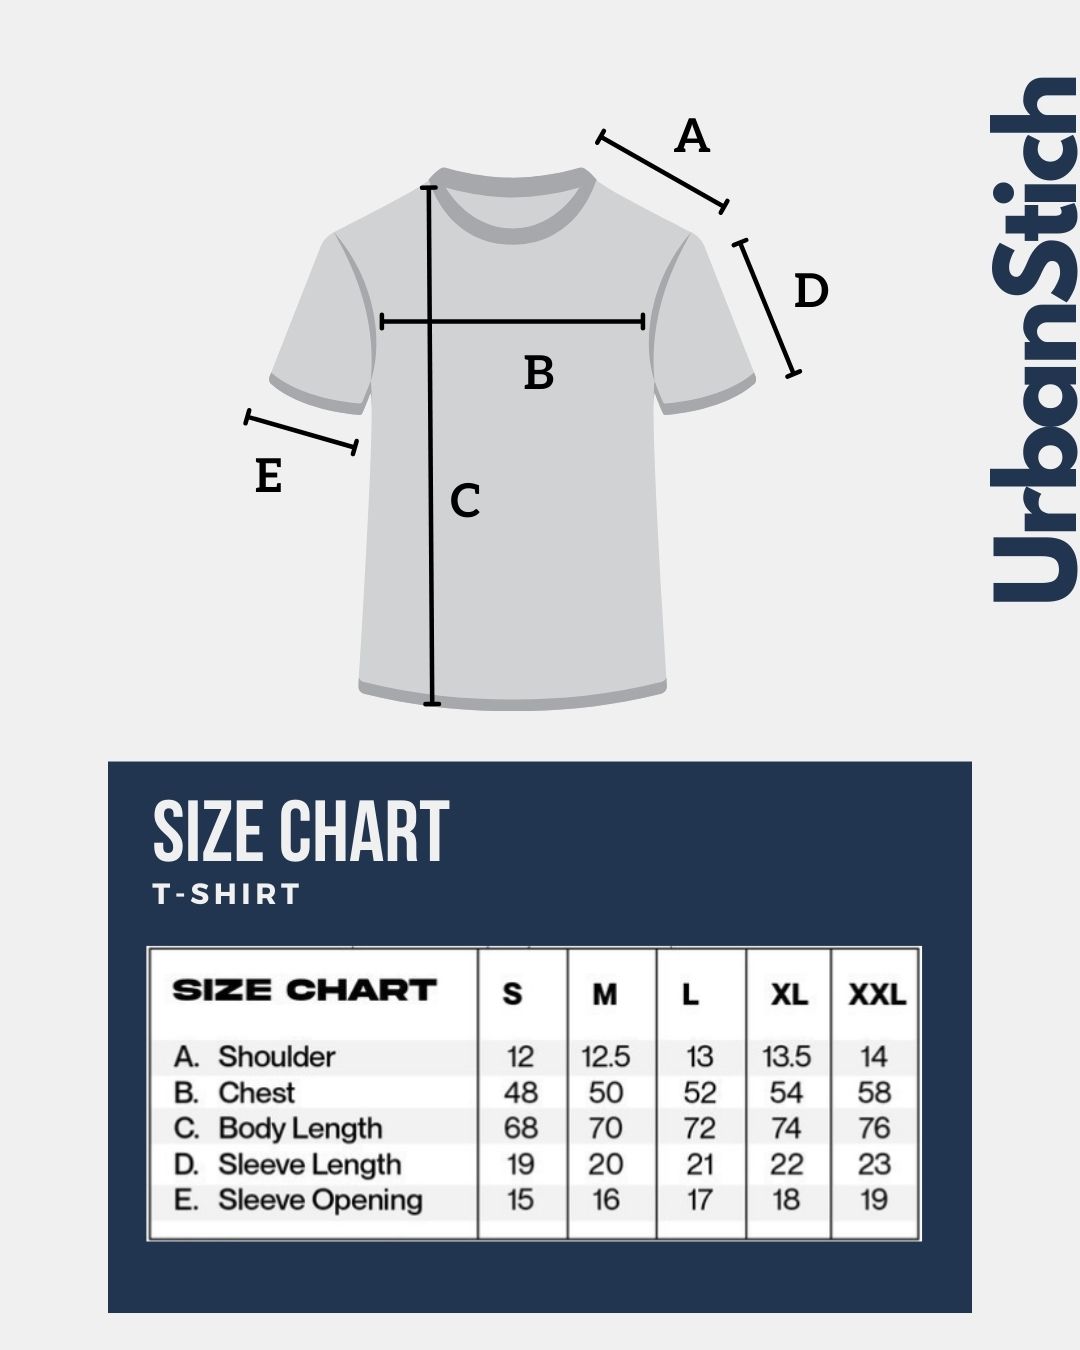 A
D
B
E
C
UrbanStich
SIZE CHART
T-SHIRT
SIZE CHART S M L XL XXL
A. Shoulder 12 12.5 13 13.5 14
B. Chest 48 50 52 54 58
C. Body Length 68 70 72 74 76
D. Sleeve Length 19 20 21 22 23
E. Sleeve Opening 15 16 17 18 19